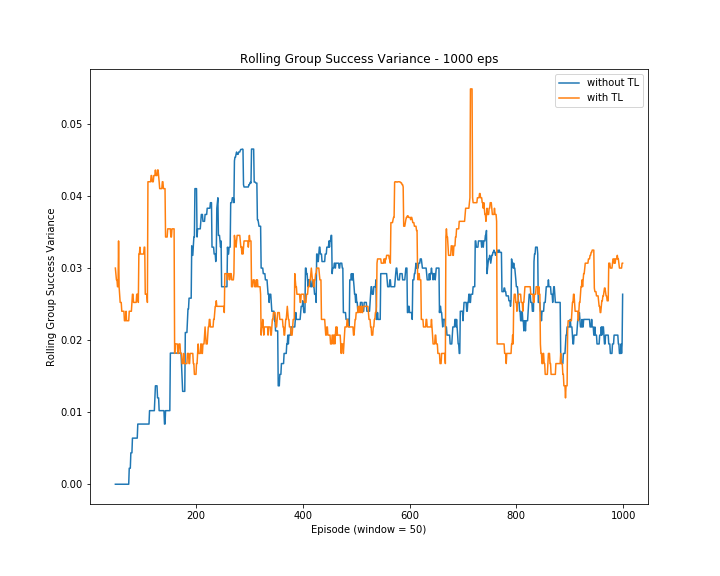 Rolling Group Success Variance - 1000 eps
without TL
with TL
Rolling Group Success Variance
0.05
0.04
0.03
0.02
0.01
0.00
200
400
600
800
1000
Episode (window = 50)